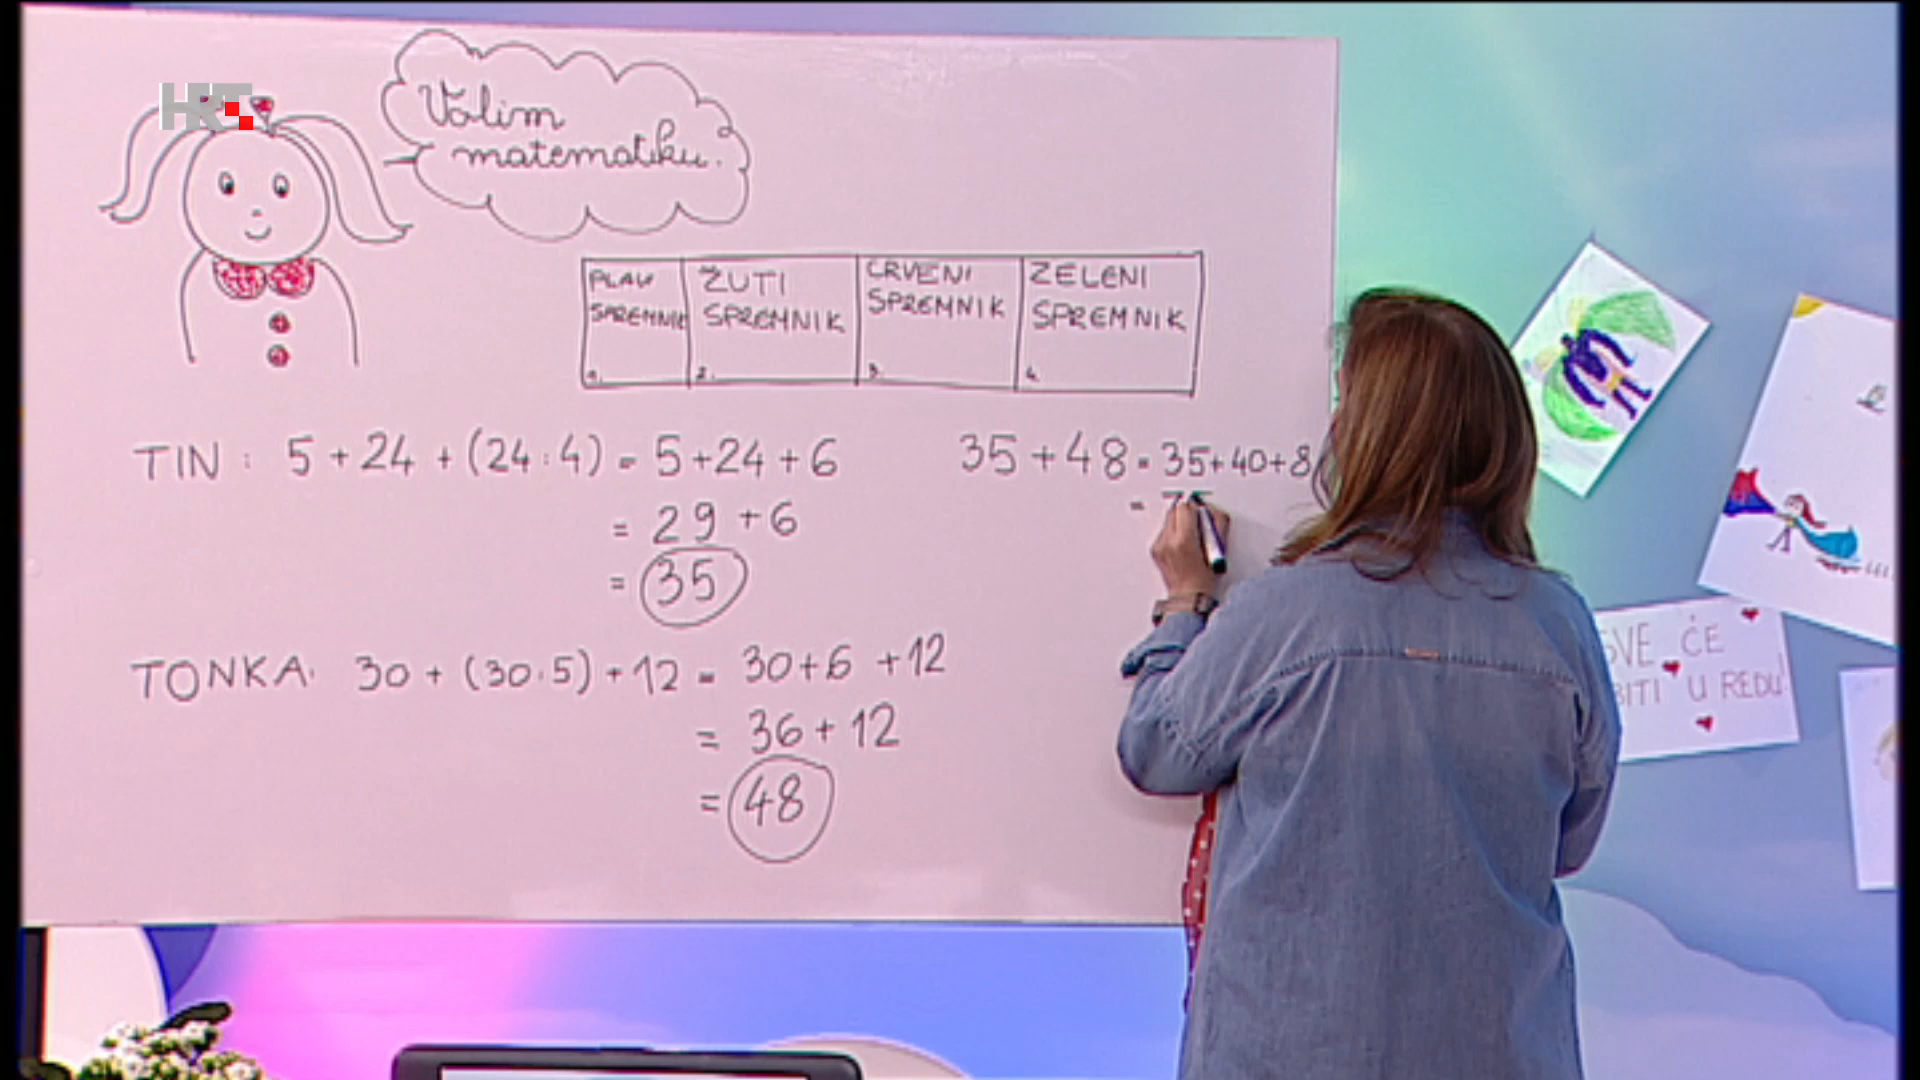 HRT
Volim
matematiku.
PLAVI
SPREMNIK
1.
ŽUTI
SPREMNIK
2.
CRVENI
SPREMNIK
3.
ZELENI
SPREMNIK
4.
TIN : 5 + 24 + (24 : 4) = 5 + 24 + 6
= 29 + 6
= 35
TONKA: 30 + (30 : 5) + 12 = 30 + 6 + 12
= 36 + 12
= 48
35 + 48 = 35 + 40 + 8
= 75
SVE ĆE
BITI U REDU!